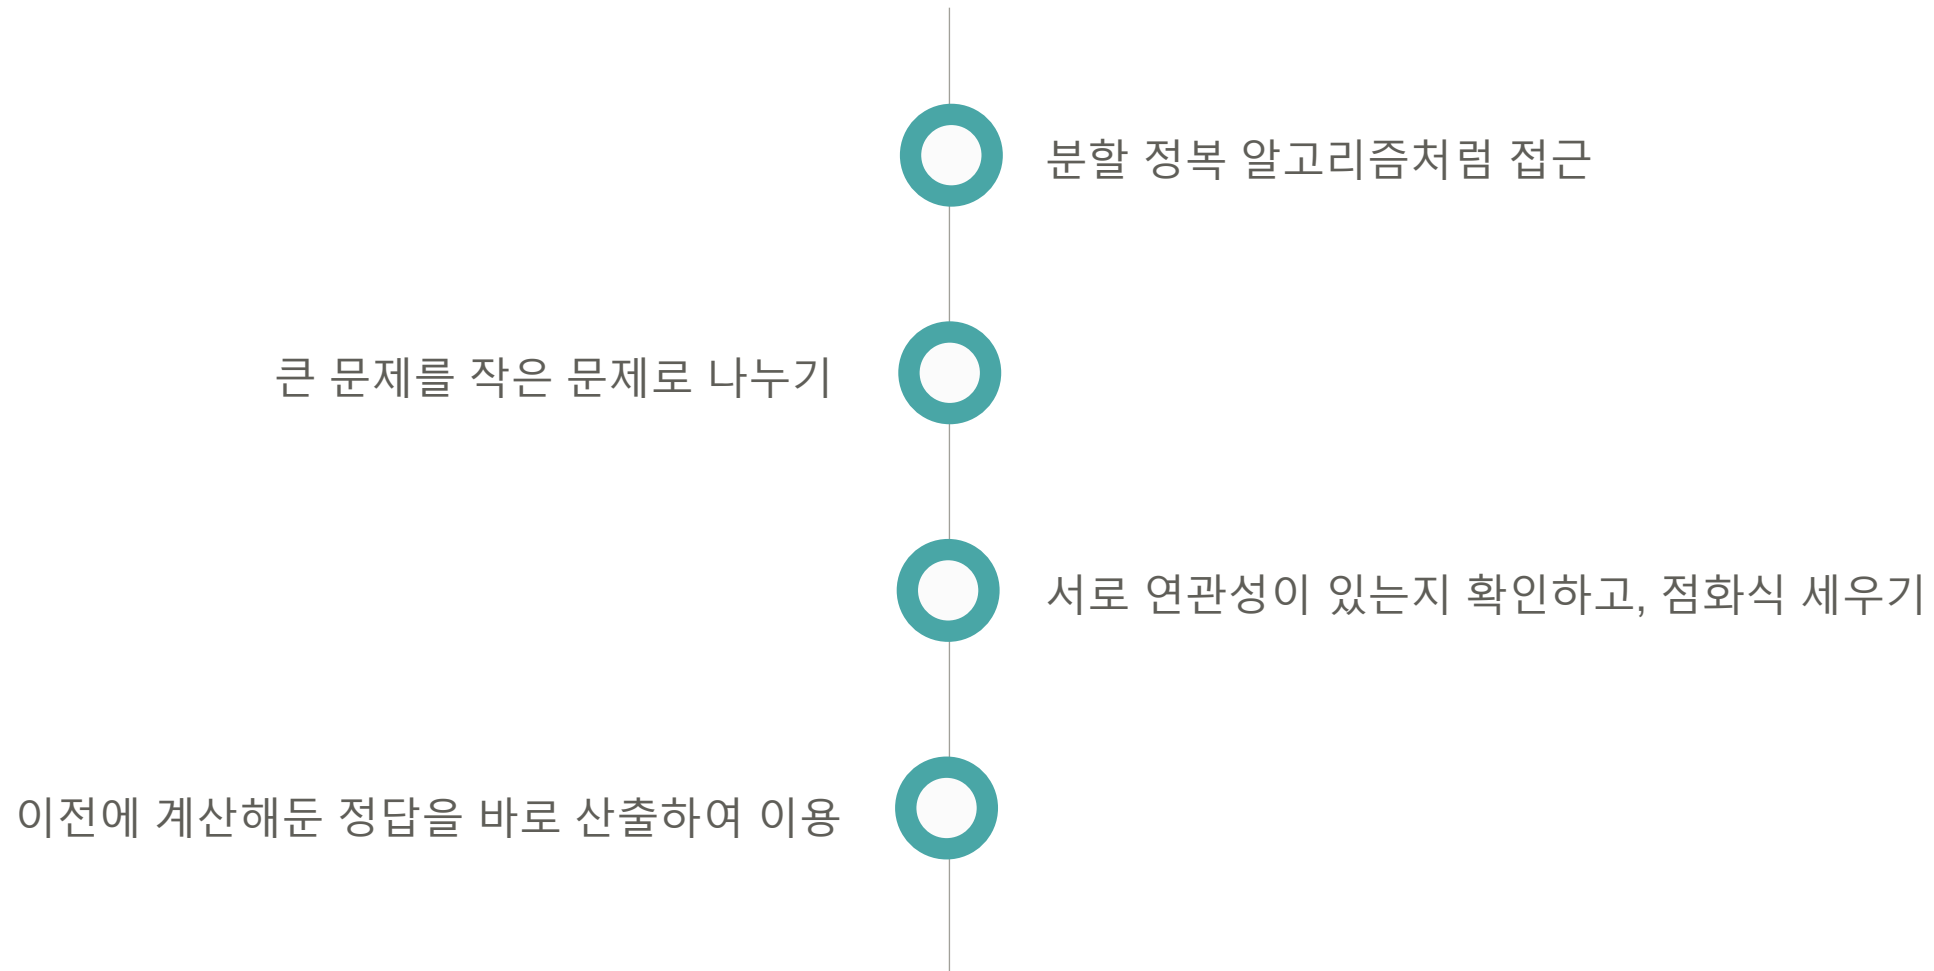 분할 정복 알고리즘처럼 접근
큰 문제를 작은 문제로 나누기
서로 연관성이 있는지 확인하고, 점화식 세우기
이전에 계산해둔 정답을 바로 산출하여 이용